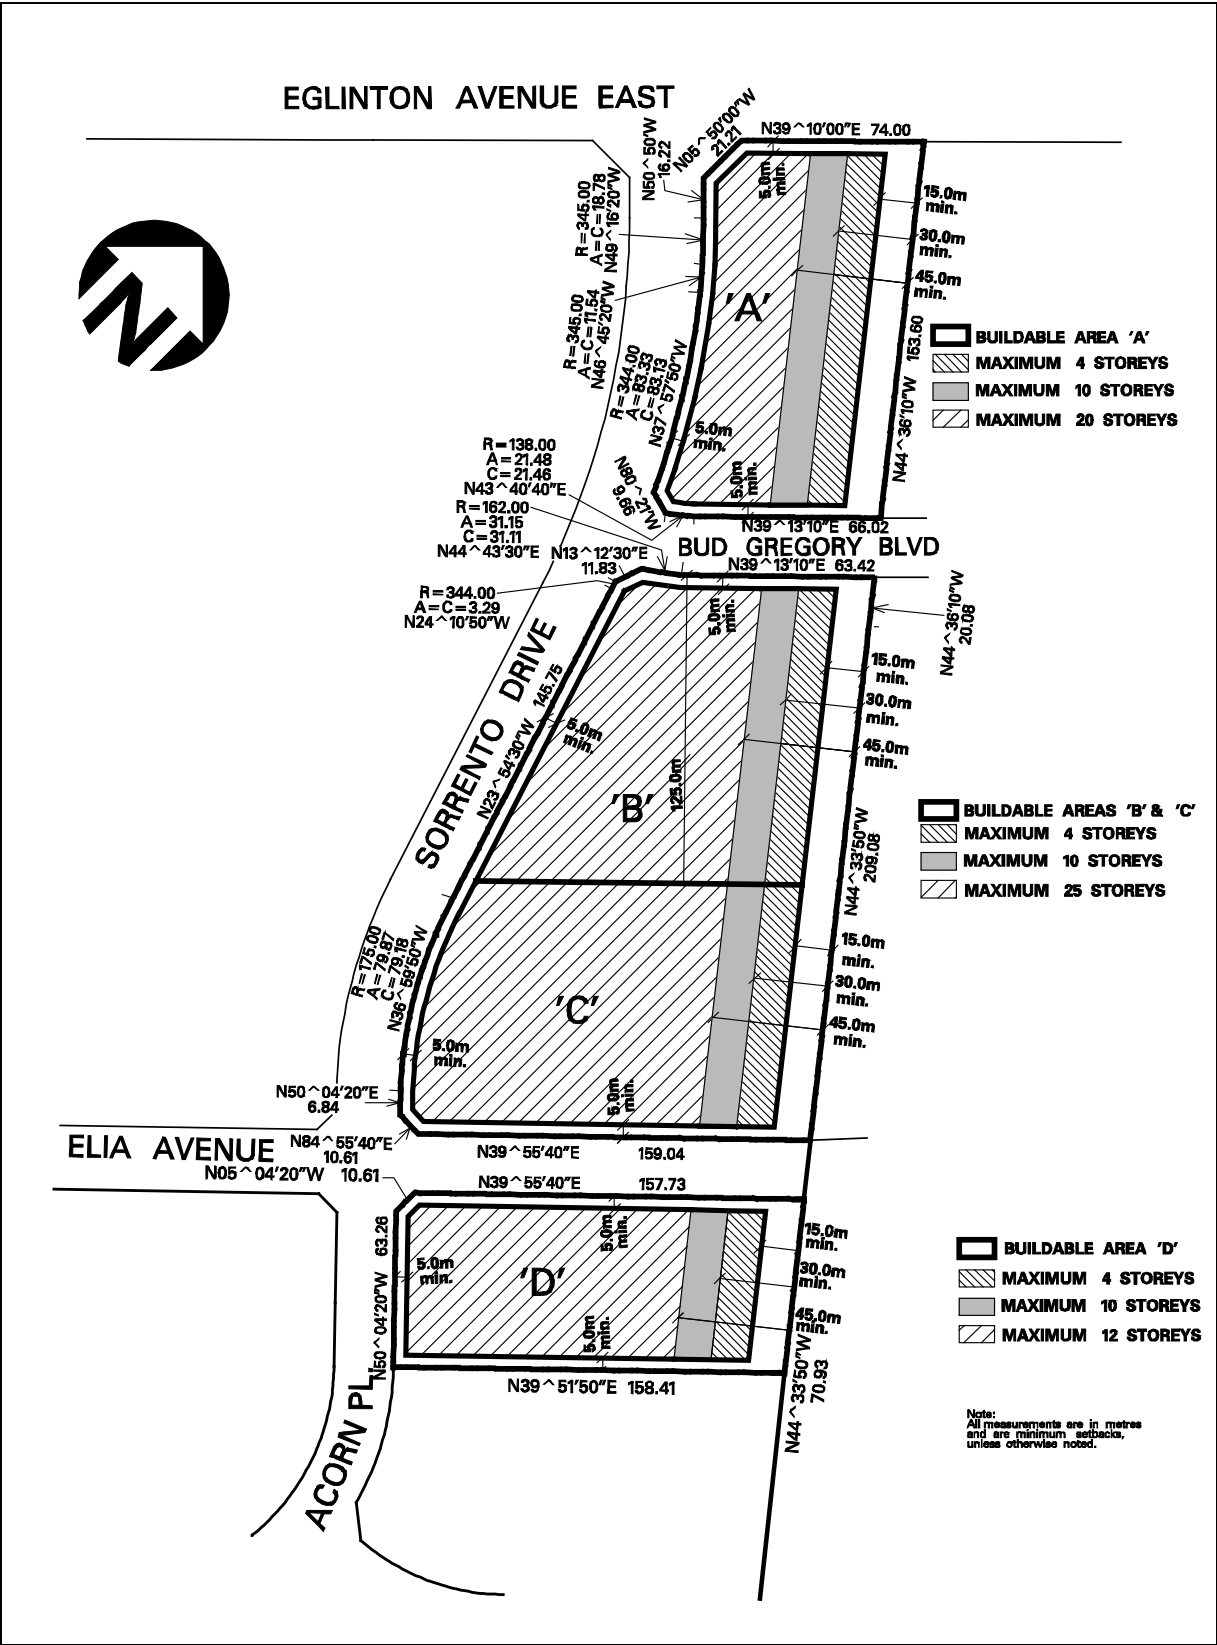 EGLINTON AVENUE EAST
N39^10'00"E 74.00
N05^50'00"W
21.21
N50^50'W
16.22
R=345.00
A=C=18.78
N49^16'20"W
R=345.00
A=C=11.54
N46^45'20"W
R=344.00
A=83.33
C=83.13
N37^57'50"W
5.0m
min.
15.0m
min.
30.0m
min.
45.0m
min.
N
'A'
N44^36'10"W 153.60
5.0m
min.
5.0m
min.
BUILDABLE AREA 'A'
MAXIMUM 4 STOREYS
MAXIMUM 10 STOREYS
MAXIMUM 20 STOREYS
N80^21'W
9.66
R=138.00
A=21.48
C=21.46
N43^40'40"E
R=162.00
A=31.15
C=31.11
N44^43'30"E
N39^13'10"E 66.02
BUD GREGORY BLVD
N13^12'30"E
11.83
N39^13'10"E 63.42
R=344.00
A=C=3.29
N24^10'50"W
N44^36'10"W
20.08
5.0m
min.
SORRENTO DRIVE
N23^54'30"W 145.75
5.0m
min.
15.0m
min.
30.0m
min.
45.0m
min.
125.0m
'B'
N44^33'50"W
209.08
BUILDABLE AREAS 'B' & 'C'
MAXIMUM 4 STOREYS
MAXIMUM 10 STOREYS
MAXIMUM 25 STOREYS
R=175.00
A=79.87
C=79.18
N36^59'50"W
15.0m
min.
30.0m
min.
45.0m
min.
'C'
5.0m
min.
5.0m
min.
N50^04'20"E
6.84
ELIA AVENUE
N84^55'40"E
10.61
N39^55'40"E 159.04
N05^04'20"W 10.61
N39^55'40"E 157.73
N50^04'20"W 63.26
5.0m
min.
5.0m
min.
'D'
5.0m
min.
15.0m
min.
30.0m
min.
45.0m
min.
BUILDABLE AREA 'D'
MAXIMUM 4 STOREYS
MAXIMUM 10 STOREYS
MAXIMUM 12 STOREYS
N39^51'50"E 158.41
N44^33'50"W
70.93
ACORN PL.
Note:
All measurements are in metres
and are minimum setbacks,
unless otherwise noted.